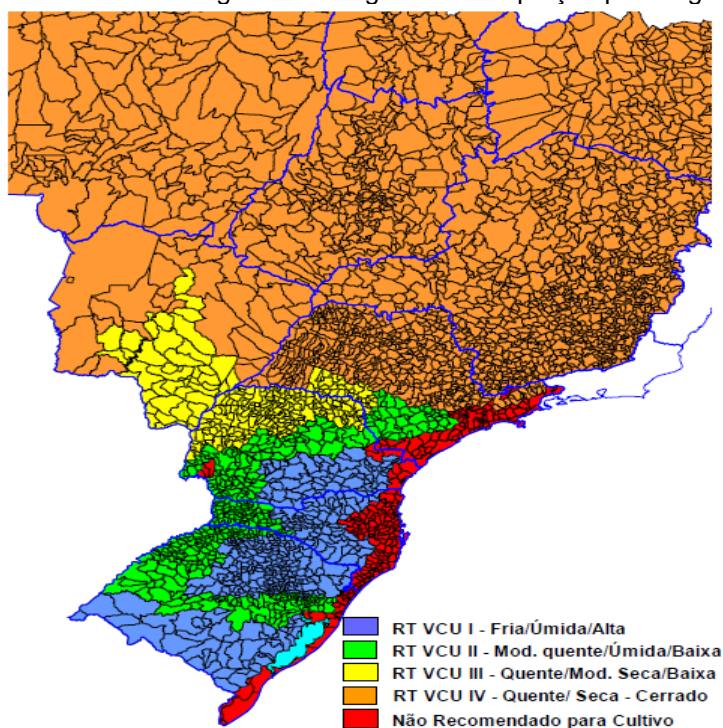 RT VCU I - Fria/Úmida/Alta
RT VCU II - Mod. quente/Úmida/Baixa
RT VCU III - Quente/Mod. Seca/Baixa
RT VCU IV - Quente/ Seca - Cerrado
Não Recomendado para Cultivo